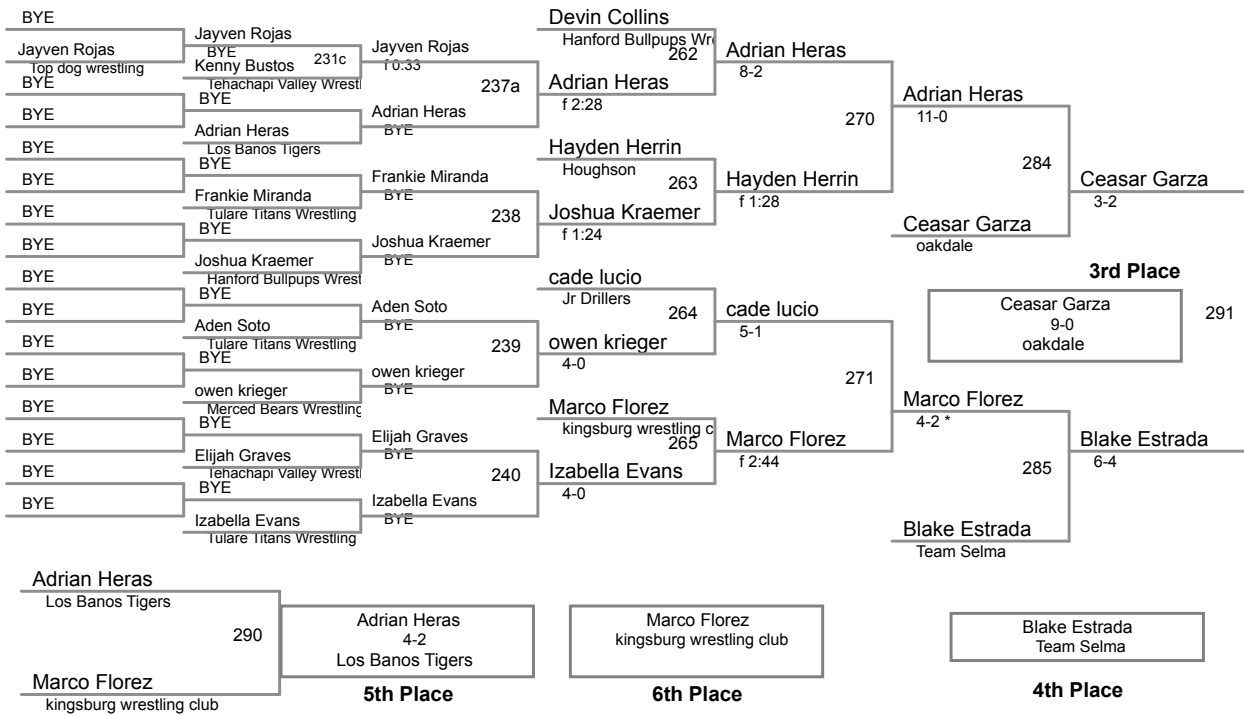 BYE
Jayven Rojas
Top dog wrestling
BYE
BYE
BYE
BYE
BYE
BYE
BYE
BYE
BYE
BYE
BYE
BYE
BYE
BYE
Jayven Rojas
BYE
Kenny Bustos
231c
Tehachapi Valley Wrestl
BYE
Adrian Heras
Los Banos Tigers
BYE
Frankie Miranda
Tulare Titans Wrestling
BYE
Joshua Kraemer
Hanford Bullpups Wrest
BYE
Aden Soto
Tulare Titans Wrestling
BYE
owen krieger
Merced Bears Wrestling
BYE
Elijah Graves
Tehachapi Valley Wrestl
BYE
Izabella Evans
Tulare Titans Wrestling
Jayven Rojas
f 0:33
237a
Adrian Heras
BYE
Frankie Miranda
BYE
238
Joshua Kraemer
BYE
Aden Soto
BYE
239
owen krieger
BYE
Elijah Graves
BYE
240
Izabella Evans
BYE
Devin Collins
Hanford Bullpups Wre
262
Adrian Heras
f 2:28
Hayden Herrin
Houghson
263
Joshua Kraemer
f 1:24
cade lucio
Jr Drillers
264
owen krieger
4-0
Marco Florez
kingsburg wrestling c
265
Izabella Evans
4-0
Adrian Heras
8-2
270
Hayden Herrin
f 1:28
cade lucio
5-1
271
Marco Florez
f 2:44
Adrian Heras
11-0
284
Ceasar Garza
oakdale
Marco Florez
4-2 *
285
Blake Estrada
Team Selma
Ceasar Garza
3-2
3rd Place
Ceasar Garza
9-0
oakdale
291
Blake Estrada
6-4
Adrian Heras
Los Banos Tigers
290
Marco Florez
kingsburg wrestling club
Adrian Heras
4-2
Los Banos Tigers
5th Place
Marco Florez
kingsburg wrestling club
6th Place
Blake Estrada
Team Selma
4th Place